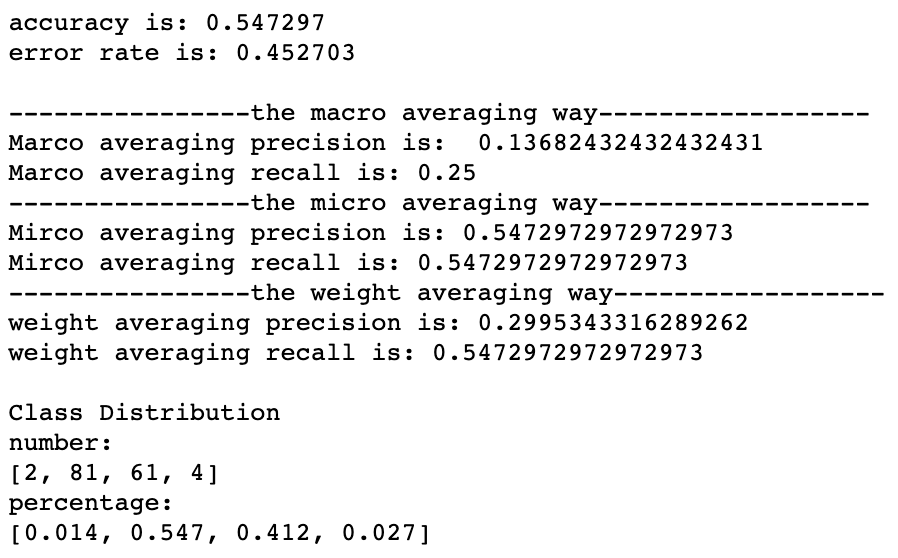 accuracy is: 0.547297
error rate is: 0.452703
----------------the macro averaging way------------------
Marco averaging precision is:  0.13682432432432431
Marco averaging recall is: 0.25
----------------the micro averaging way------------------
Mirco averaging precision is: 0.5472972972972973
Mirco averaging recall is: 0.5472972972972973
----------------the weight averaging way------------------
weight averaging precision is: 0.2995343316289262
weight averaging recall is: 0.5472972972972973
Class Distribution
number:
[2, 81, 61, 4]
percentage:
[0.014, 0.547, 0.412, 0.027]